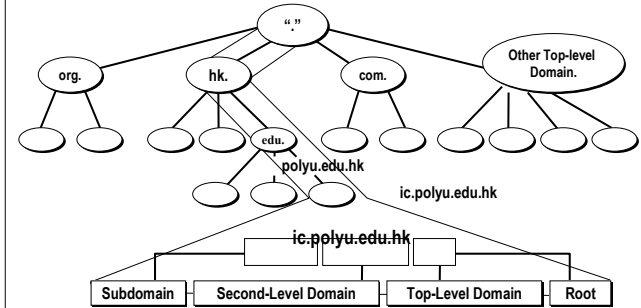 “.”
org.
hk.
com.
Other Top-level
Domain.
edu.
polyu.edu.hk
ic.polyu.edu.hk
ic.polyu.edu.hk
Subdomain
Second-Level Domain
Top-Level Domain
Root